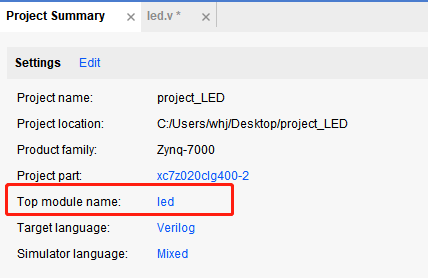 Project Summary × led.v * ×
Settings Edit
Project name: project_LED
Project location: C:/Users/whj/Desktop/project_LED
Product family: Zynq-7000
Project part: xc7z020clg400-2
Top module name: led
Target language: Verilog
Simulator language: Mixed